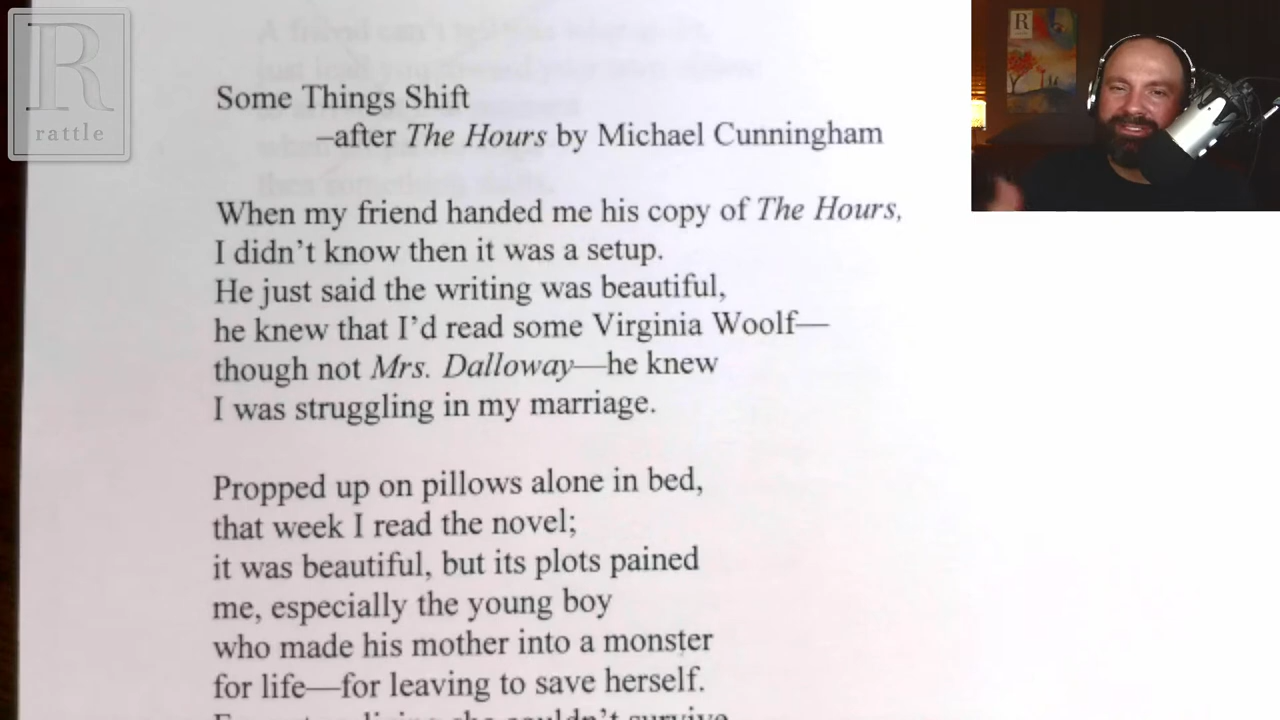 R
rattle
R
Some Things Shift
–after The Hours by Michael Cunningham
When my friend handed me his copy of The Hours,
I didn't know then it was a setup.
He just said the writing was beautiful,
he knew that I'd read some Virginia Woolf—
though not Mrs. Dalloway—he knew
I was struggling in my marriage.
Propped up on pillows alone in bed,
that week I read the novel;
it was beautiful, but its plots pained
me, especially the young boy
who made his mother into a monster
for life—for leaving to save herself.
she couldn't survive